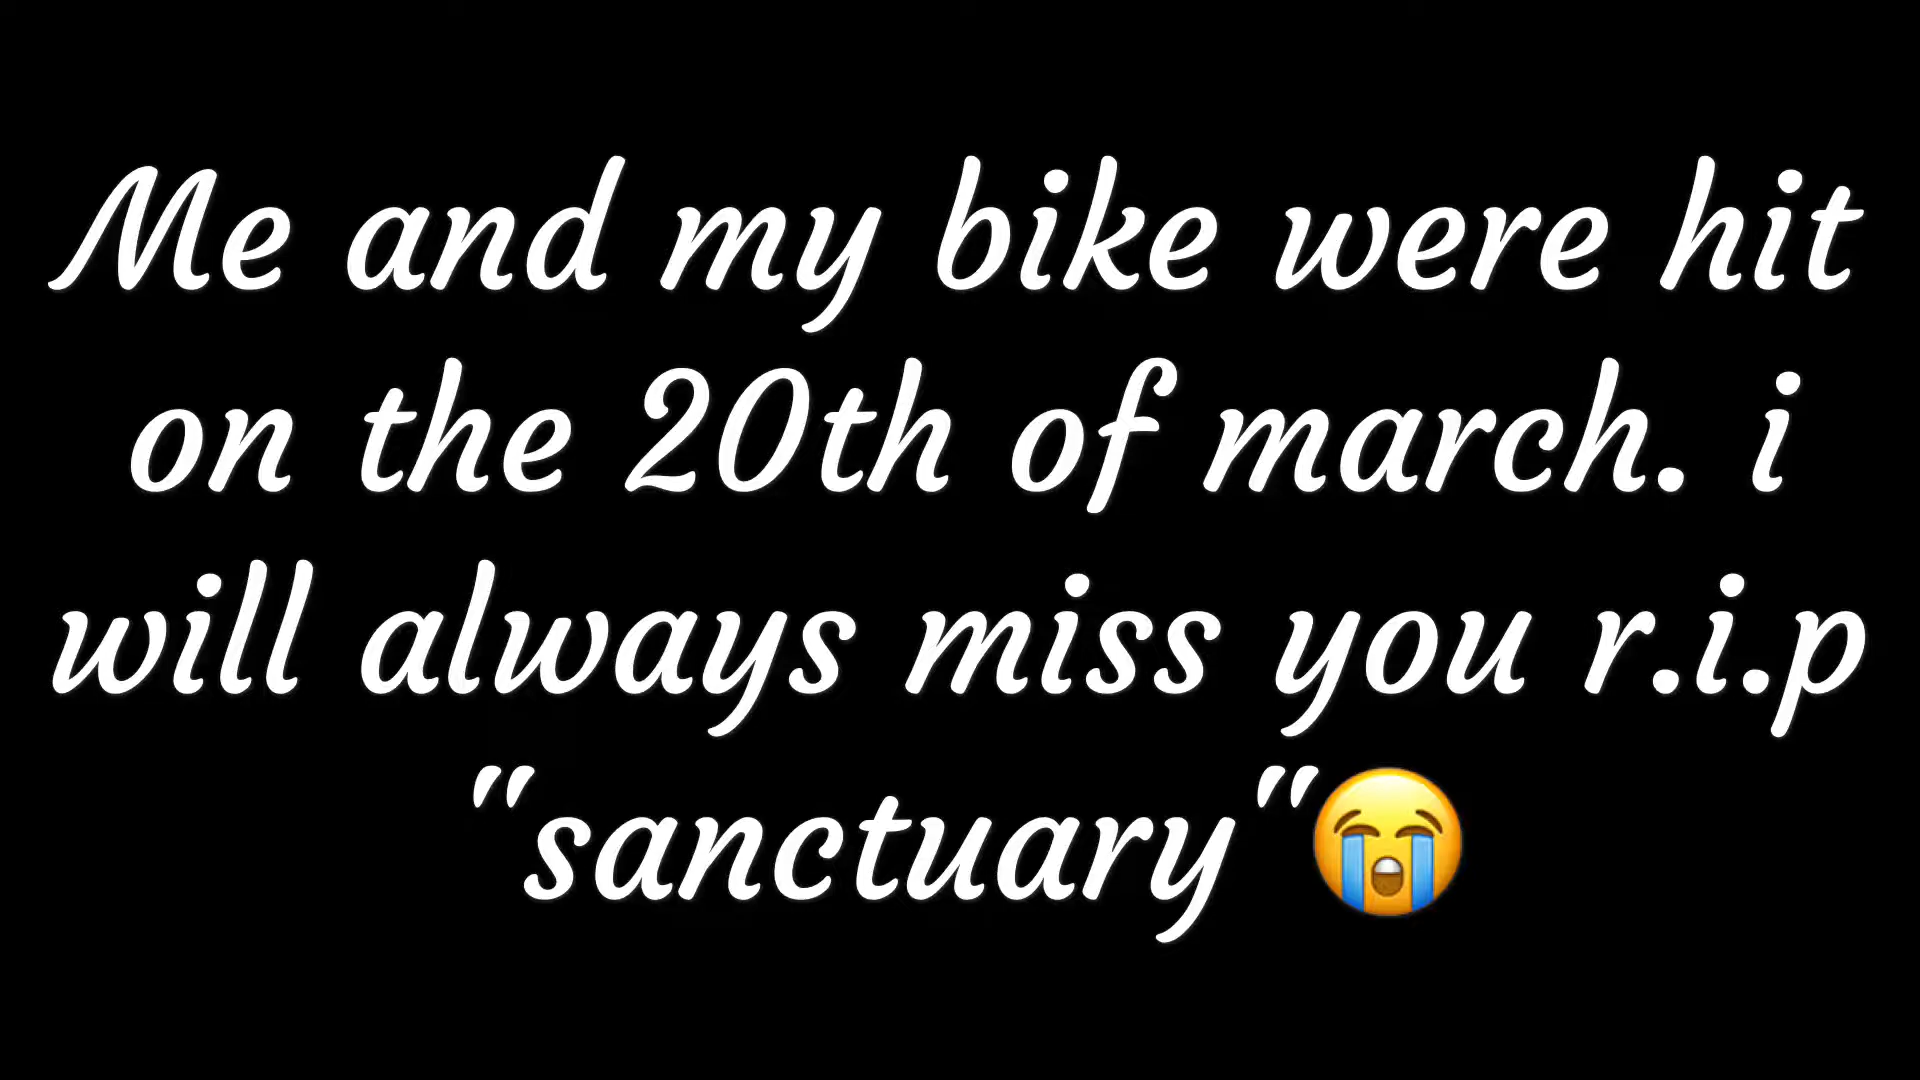 Me and my bike were hit
on the 20th of march. i
will always miss you r.i.p
"sanctuary"😭